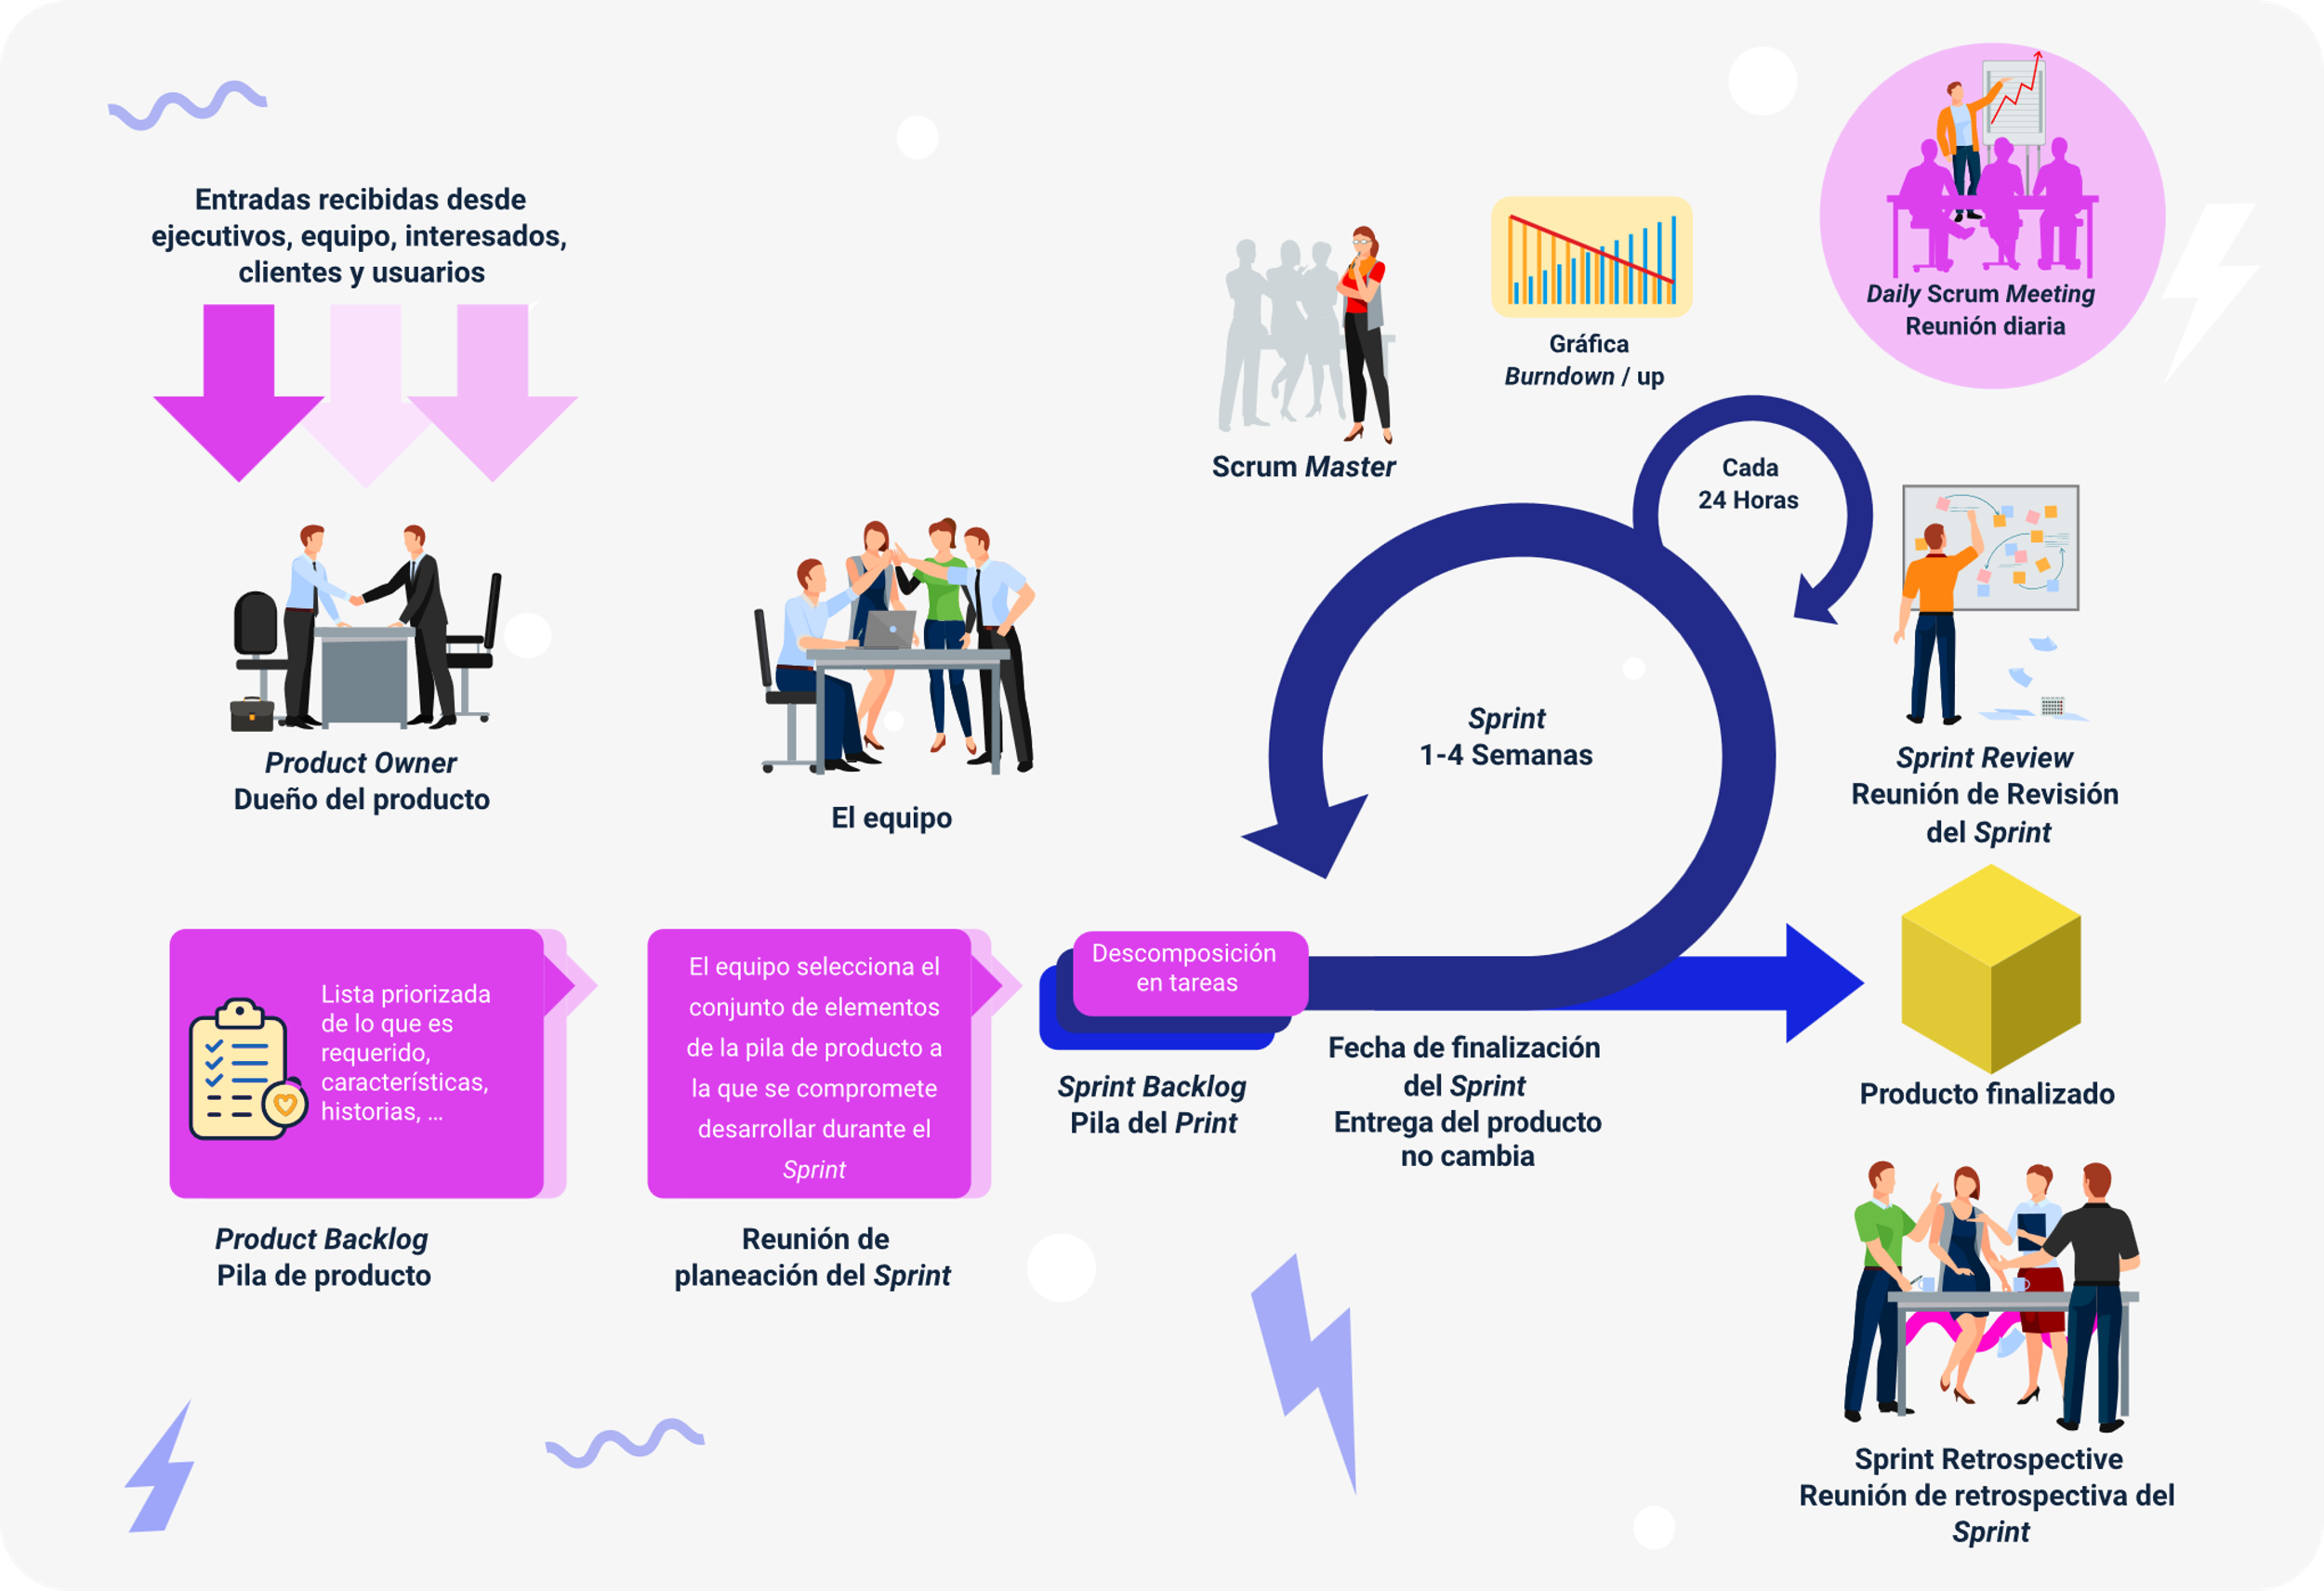 Entradas recibidas desde
ejecutivos, equipo, interesados,
clientes y usuarios
Product Owner
Dueño del producto
El equipo
Scrum Master
Gráfica
Burndown / up
Daily Scrum Meeting
Reunión diaria
Cada
24 Horas
Sprint
1-4 Semanas
Sprint Review
Reunión de Revisión
del Sprint
Lista priorizada
de lo que es
requerido,
características,
historias, ...
Product Backlog
Pila de producto
El equipo selecciona el
conjunto de elementos
de la pila de producto a
la que se compromete
desarrollar durante el
Sprint
Reunión de
planeación del Sprint
Descomposición
en tareas
Sprint Backlog
Pila del Print
Fecha de finalización
del Sprint
Entrega del producto
no cambia
Producto finalizado
Sprint Retrospective
Reunión de retrospectiva del
Sprint